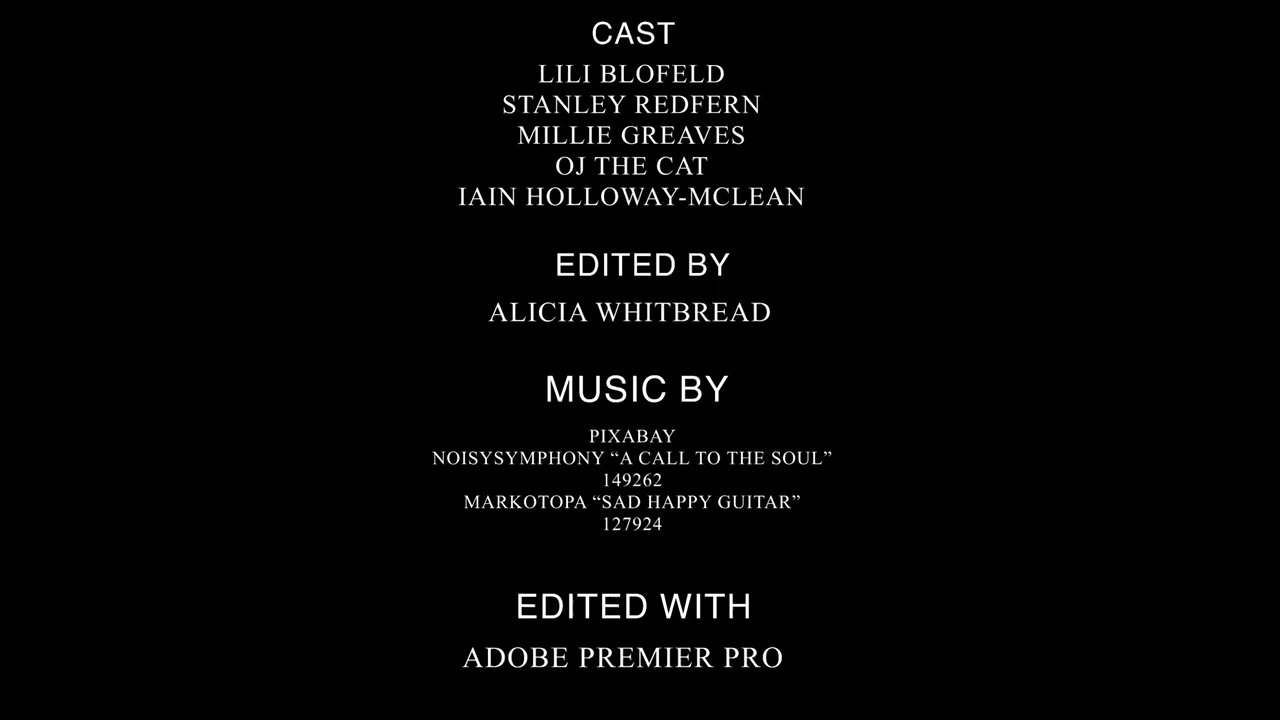 CAST
LILI BLOFELD
STANLEY REDFERN
MILLIE GREAVES
OJ THE CAT
IAIN HOLLOWAY-MCLEAN
EDITED BY
ALICIA WHITBREAD
MUSIC BY
PIXABAY
NOISYSYMPHONY “A CALL TO THE SOUL”
149262
MARKOTOPA “SAD HAPPY GUITAR”
127924
EDITED WITH
ADOBE PREMIER PRO